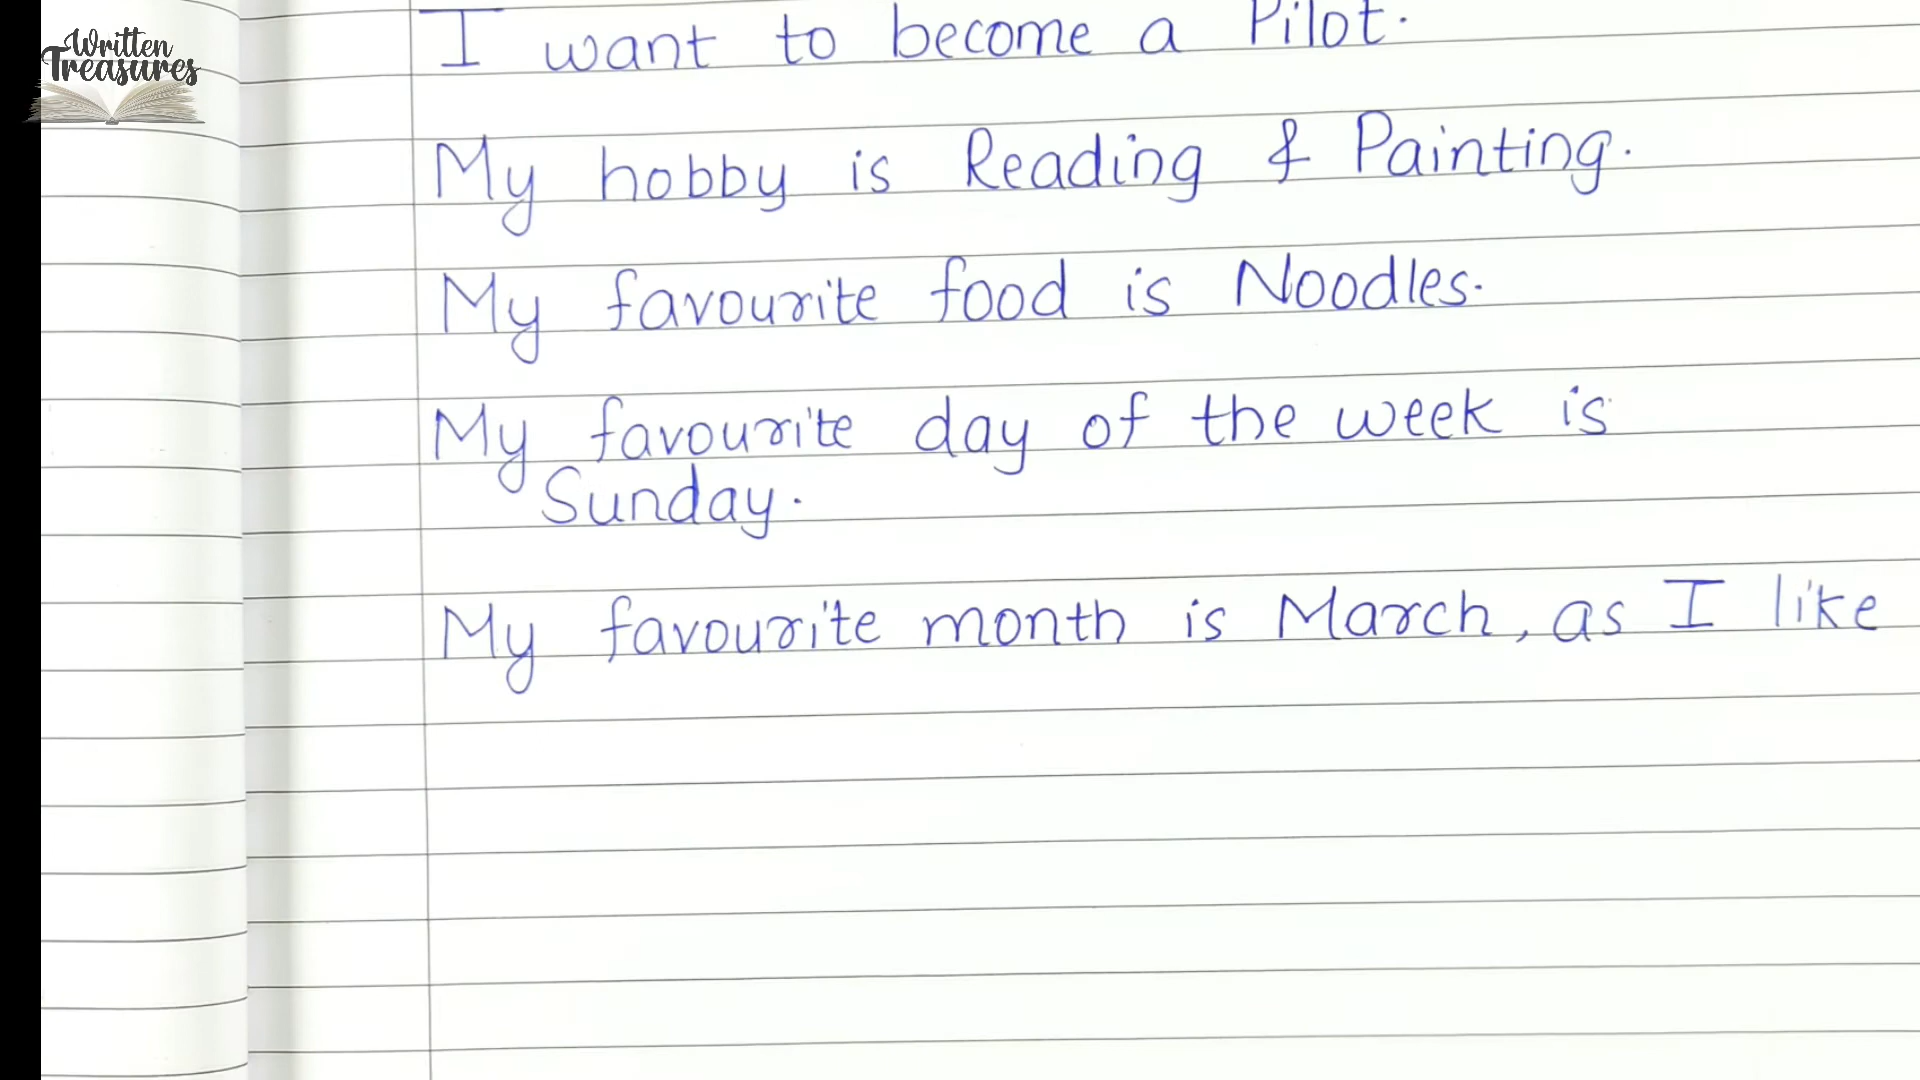 Written
Treasures
I want to become a Pilot.
My hobby is Reading & Painting.
My favourite food is Noodles.
My favourite day of the week is
Sunday.
My favourite month is March, as I like